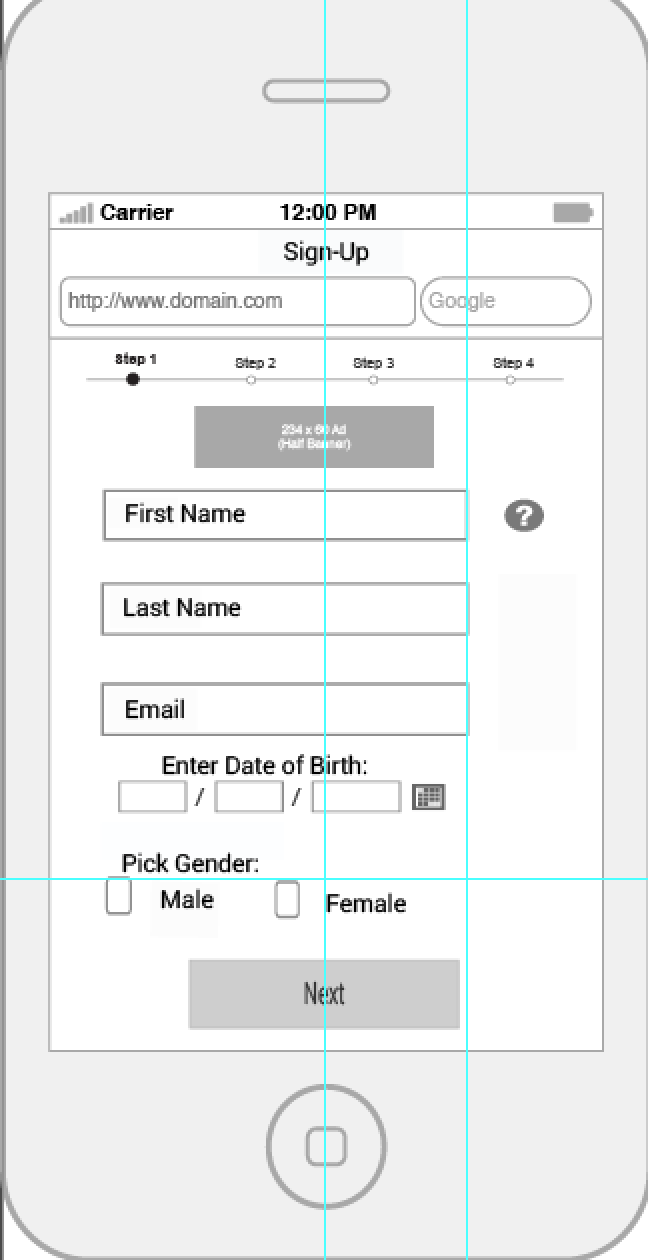 Carrier 12:00 PM
Sign-Up
http://www.domain.com Google
Step 1 Step 2 Step 3 Step 4
234 x 60 Ad
(Half Banner)
First Name
?
Last Name
Email
Enter Date of Birth:
/ /
Pick Gender:
Male Female
Next